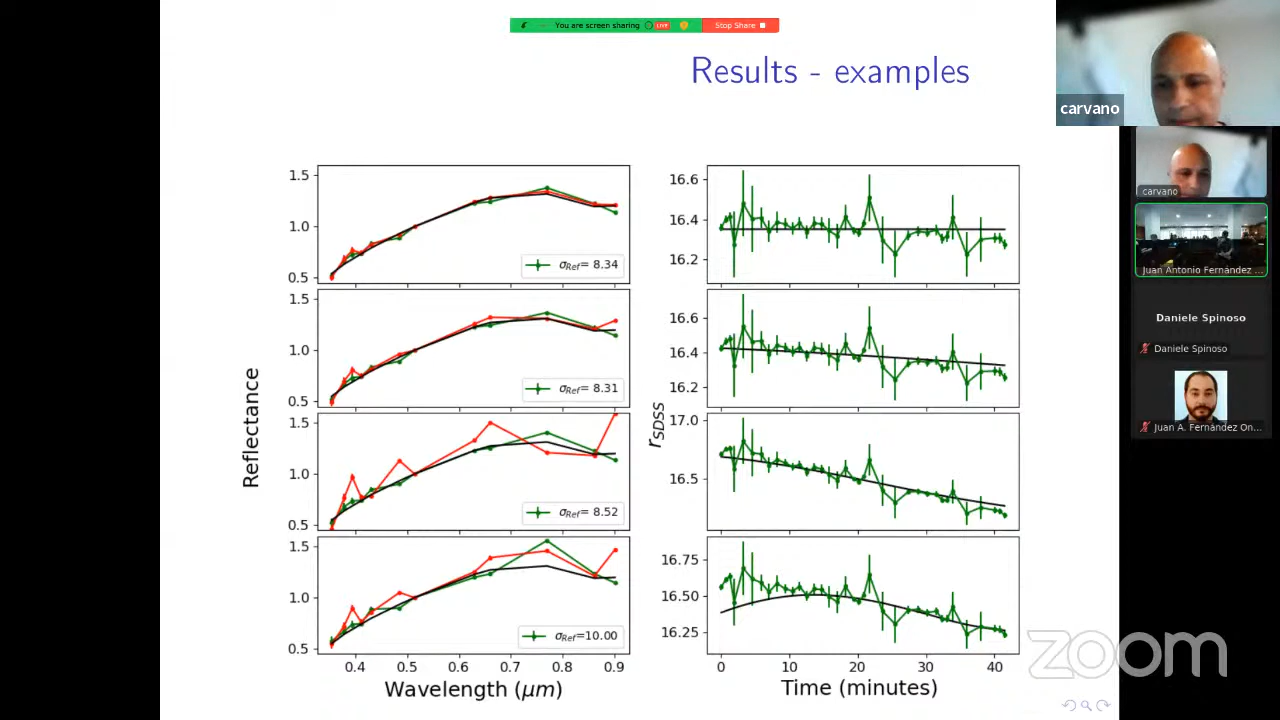 You are screen sharing LIVE Stop Share
Results - examples
carvano
carvano
Juan Antonio Fernández ...
Daniele Spinoso
Daniele Spinoso
Juan A. Fernández On...
Reflectance
1.5
1.0
0.5
σRef= 8.34
1.5
1.0
0.5
σRef= 8.31
1.5
1.0
0.5
σRef= 8.52
1.5
1.0
0.5
σRef=10.00
0.4 0.5 0.6 0.7 0.8 0.9
Wavelength (μm)
rSDSS
16.6
16.4
16.2
16.6
16.4
16.2
17.0
16.5
16.75
16.50
16.25
0 10 20 30 40
Time (minutes)
zoom